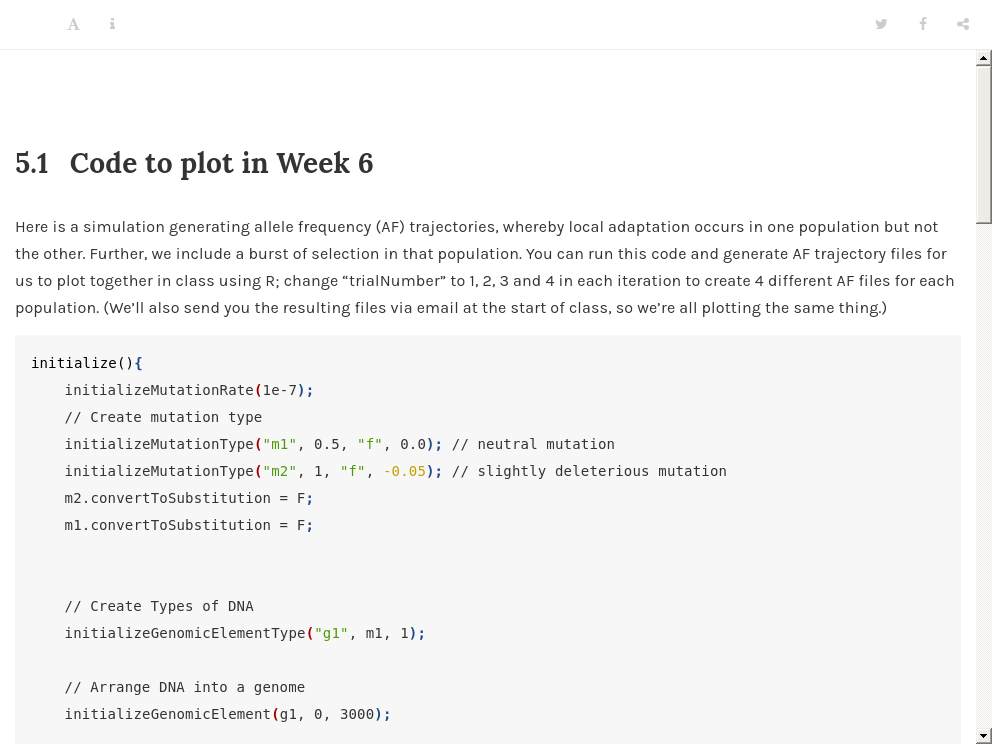 5.1 Code to plot in Week 6
Here is a simulation generating allele frequency (AF) trajectories, whereby local adaptation occurs in one population but not
the other. Further, we include a burst of selection in that population. You can run this code and generate AF trajectory files for
us to plot together in class using R; change “trialNumber” to 1, 2, 3 and 4 in each iteration to create 4 different AF files for each
population. (We’ll also send you the resulting files via email at the start of class, so we’re all plotting the same thing.)
initialize(){
initializeMutationRate(1e-7);
// Create mutation type
initializeMutationType("m1", 0.5, "f", 0.0); // neutral mutation
initializeMutationType("m2", 1, "f", -0.05); // slightly deleterious mutation
m2.convertToSubstitution = F;
m1.convertToSubstitution = F;
// Create Types of DNA
initializeGenomicElementType("g1", m1, 1);
// Arrange DNA into a genome
initializeGenomicElement(g1, 0, 3000);